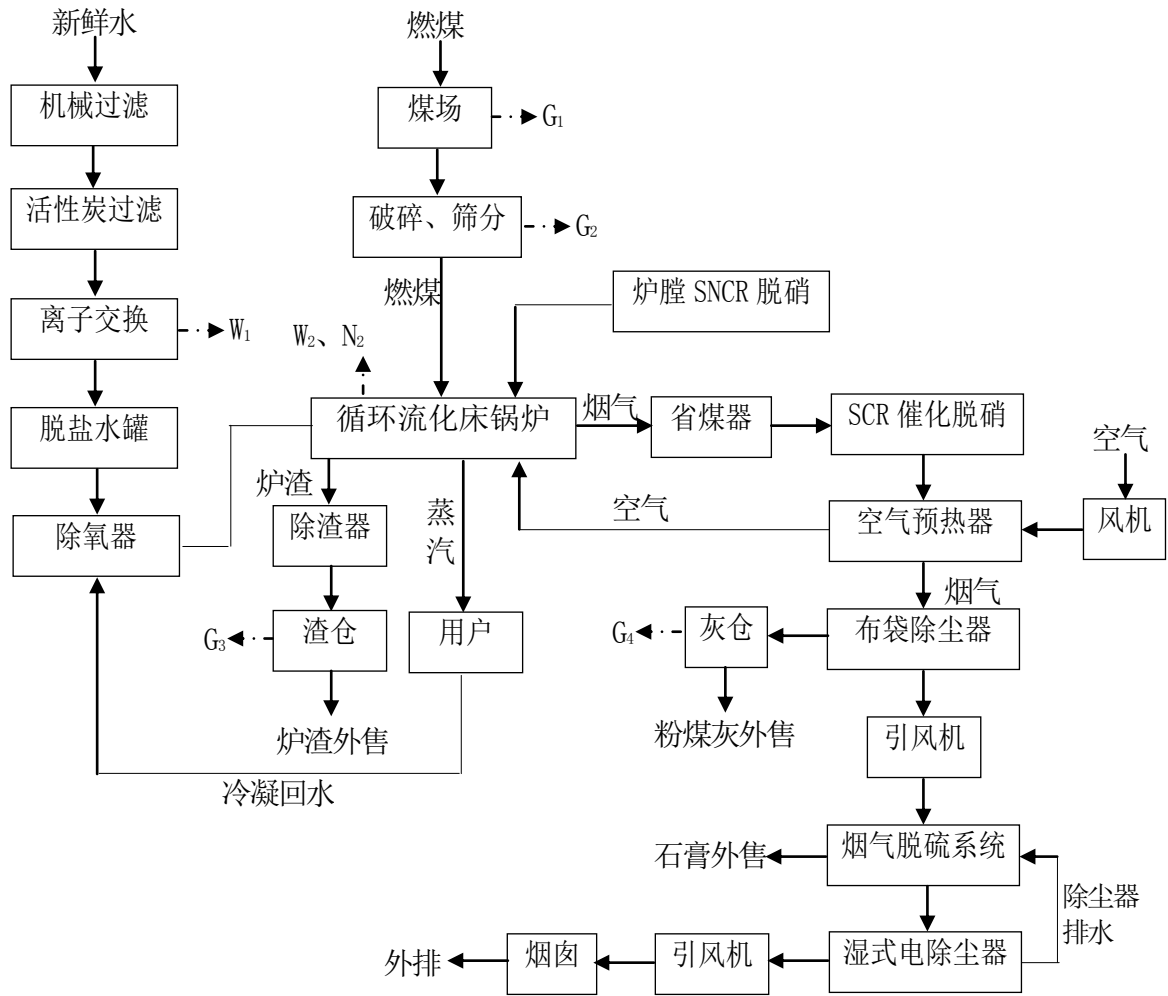 新鲜水
燃煤
机械过滤
煤场
G₁
活性炭过滤
破碎、筛分
G₂
燃煤
炉膛 SNCR 脱硝
离子交换
W₁
W₂、N₂
脱盐水罐
循环流化床锅炉
烟气
省煤器
SCR 催化脱硝
空气
除氧器
炉渣
除渣器
蒸
汽
空气
空气预热器
风机
烟气
G₃
渣仓
用户
G₄
灰仓
布袋除尘器
炉渣外售
粉煤灰外售
引风机
冷凝回水
石膏外售
烟气脱硫系统
除尘器
排水
外排
烟囱
引风机
湿式电除尘器